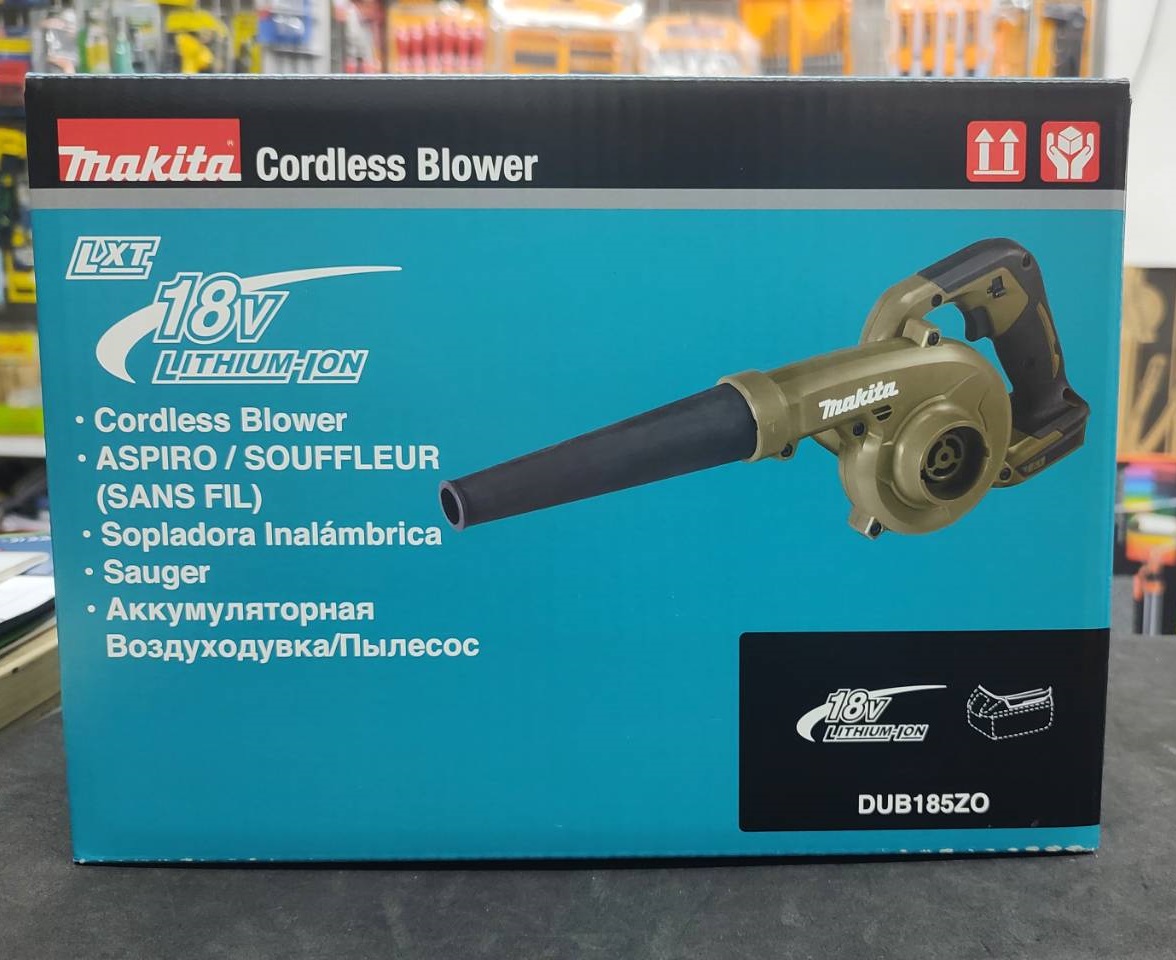 makita® Cordless Blower
LXT
18V
LITHIUM-ION
• Cordless Blower
• ASPIRO / SOUFFLEUR
(SANS FIL)
• Sopladora Inalámbrica
• Sauger
• Аккумуляторная
Воздуходувка/Пылесос
makita
18V
LITHIUM-ION
DUB185ZO